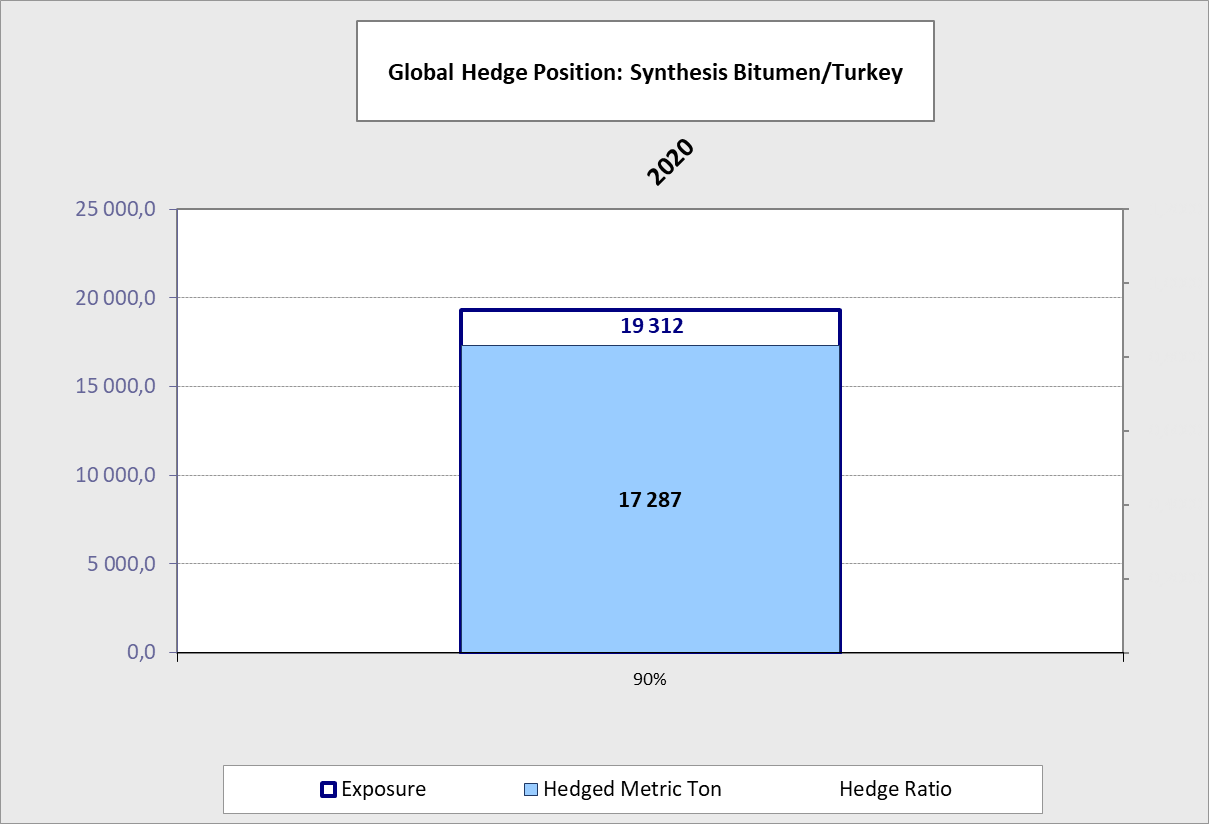 Global Hedge Position: Synthesis Bitumen/Turkey
2020
25 000,0
20 000,0
15 000,0
10 000,0
5 000,0
0,0
19 312
17 287
90%
Exposure
Hedged Metric Ton
Hedge Ratio